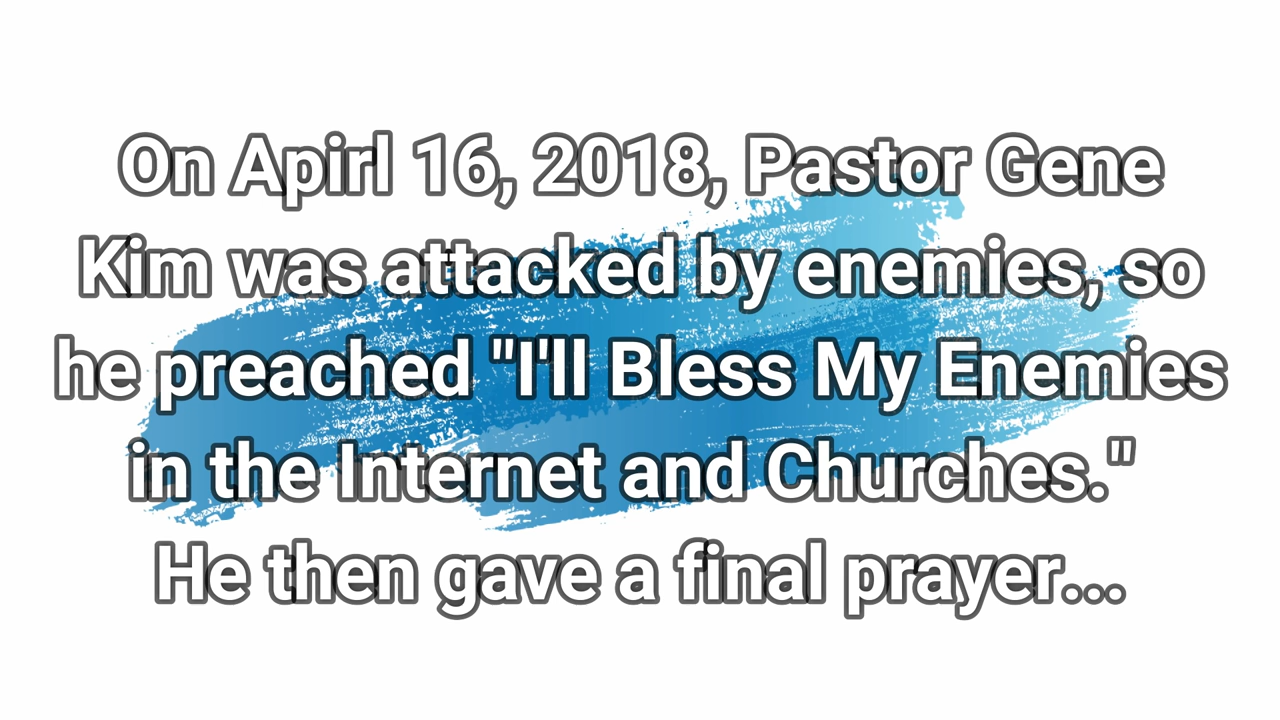 On Apirl 16, 2018, Pastor Gene
Kim was attacked by enemies, so
he preached "I'll Bless My Enemies
in the Internet and Churches."
He then gave a final prayer...